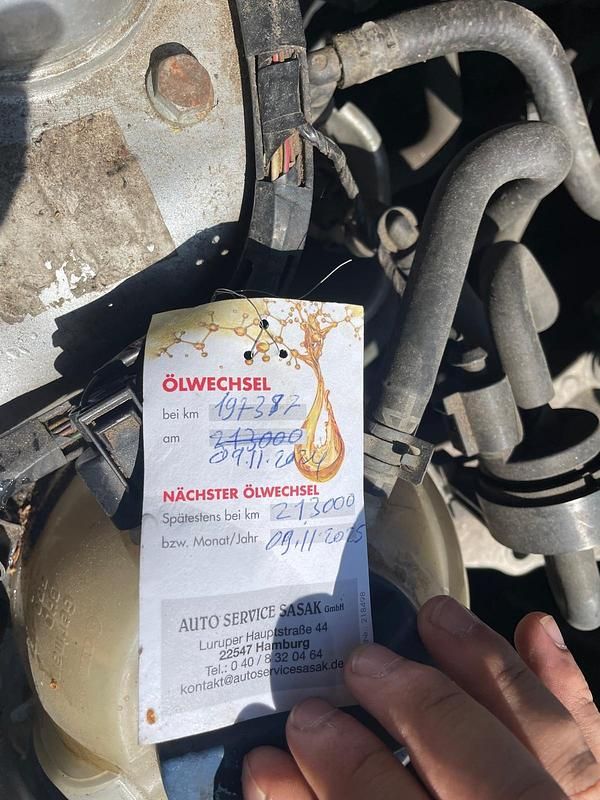 ÖLWECHSEL
bei km 197387
am 213000
09.11.2024
NÄCHSTER ÖLWECHSEL
Spätestens bei km 213000
bzw. Monat/Jahr 09.11.2025
AUTO SERVICE SASAK GmbH
Luruper Hauptstraße 44
22547 Hamburg
Tel.: 0 40 / 8 32 04 64
kontakt@autoservicesasak.de
218498